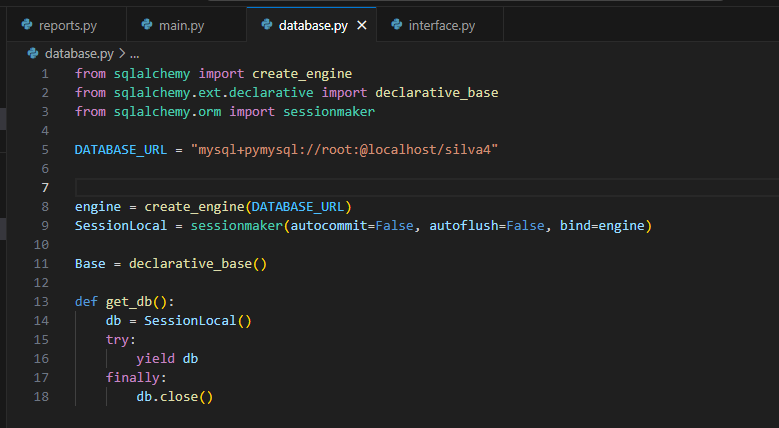 reports.py main.py database.py interface.py
database.py > ...
1 from sqlalchemy import create_engine
2 from sqlalchemy.ext.declarative import declarative_base
3 from sqlalchemy.orm import sessionmaker
4
5 DATABASE_URL = "mysql+pymysql://root:@localhost/silva4"
6
7
8 engine = create_engine(DATABASE_URL)
9 SessionLocal = sessionmaker(autocommit=False, autoflush=False, bind=engine)
10
11 Base = declarative_base()
12
13 def get_db():
14     db = SessionLocal()
15     try:
16         yield db
17     finally:
18         db.close()